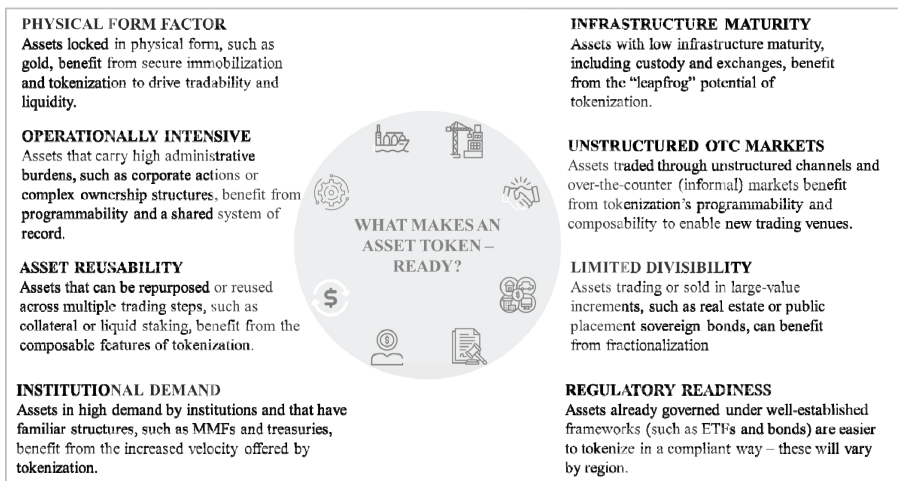 PHYSICAL FORM FACTOR
Assets locked in physical form, such as
gold, benefit from secure immobilization
and tokenization to drive tradability and
liquidity.
OPERATIONALLY INTENSIVE
Assets that carry high administrative
burdens, such as corporate actions or
complex ownership structures, benefit from
programmability and a shared system of
record.
ASSET REUSABILITY
Assets that can be repurposed or reused
across multiple trading steps, such as
collateral or liquid staking, benefit from the
composable features of tokenization.
INSTITUTIONAL DEMAND
Assets in high demand by institutions and that have
familiar structures, such as MMFs and treasuries,
benefit from the increased velocity offered by
tokenization.
WHAT MAKES AN
ASSET TOKEN –
READY?
$
$
$
INFRASTRUCTURE MATURITY
Assets with low infrastructure maturity,
including custody and exchanges, benefit
from the “leapfrog” potential of
tokenization.
UNSTRUCTURED OTC MARKETS
Assets traded through unstructured channels and
over-the-counter (informal) markets benefit
from tokenization’s programmability and
composability to enable new trading venues.
LIMITED DIVISIBILITY
Assets trading or sold in large-value
increments, such as real estate or public
placement sovereign bonds, can benefit
from fractionalization
REGULATORY READINESS
Assets already governed under well-established
frameworks (such as ETFs and bonds) are easier
to tokenize in a compliant way – these will vary
by region.